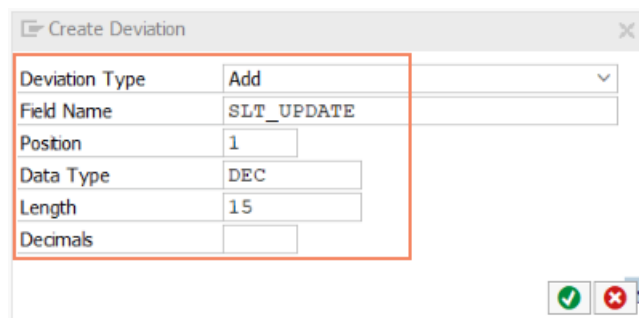 Create Deviation
Deviation Type Add
Field Name SLT_UPDATE
Position 1
Data Type DEC
Length 15
Decimals